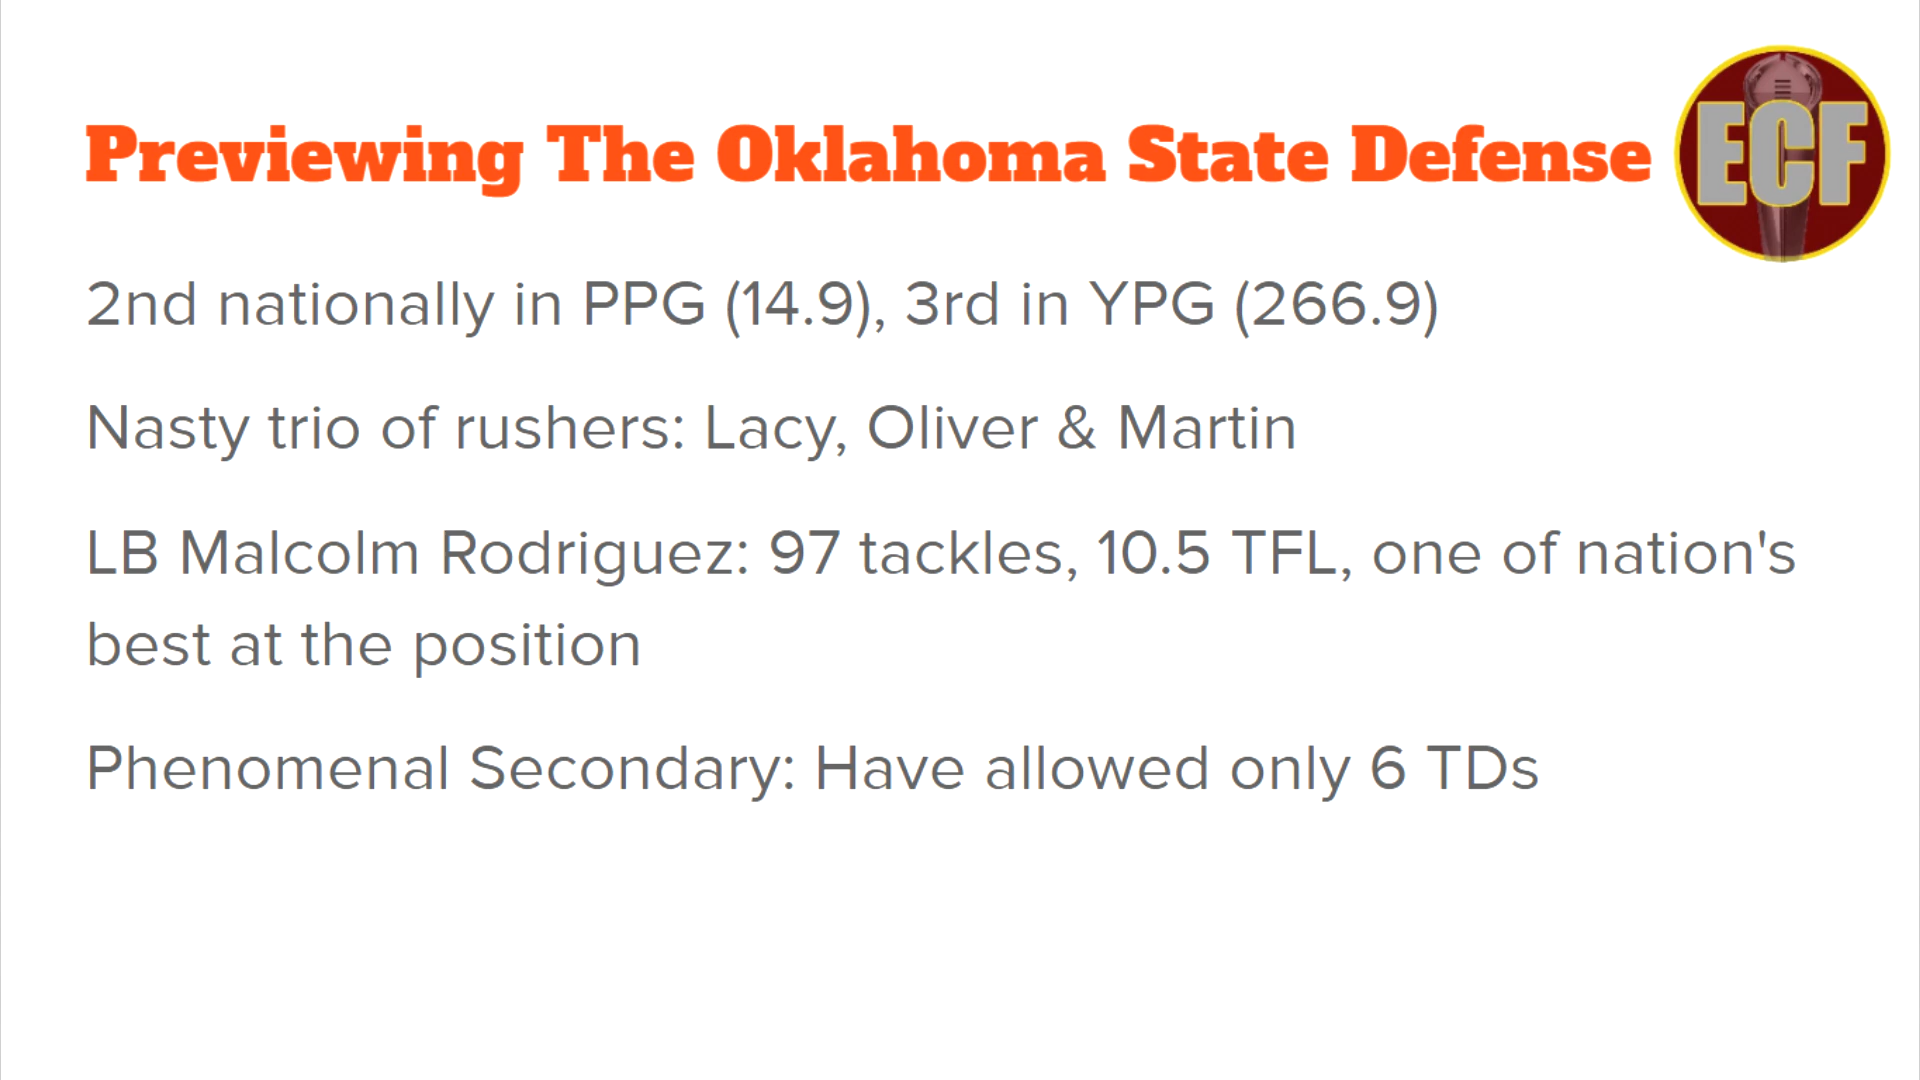 Previewing The Oklahoma State Defense
ECF
2nd nationally in PPG (14.9), 3rd in YPG (266.9)
Nasty trio of rushers: Lacy, Oliver & Martin
LB Malcolm Rodriguez: 97 tackles, 10.5 TFL, one of nation's
best at the position
Phenomenal Secondary: Have allowed only 6 TDs